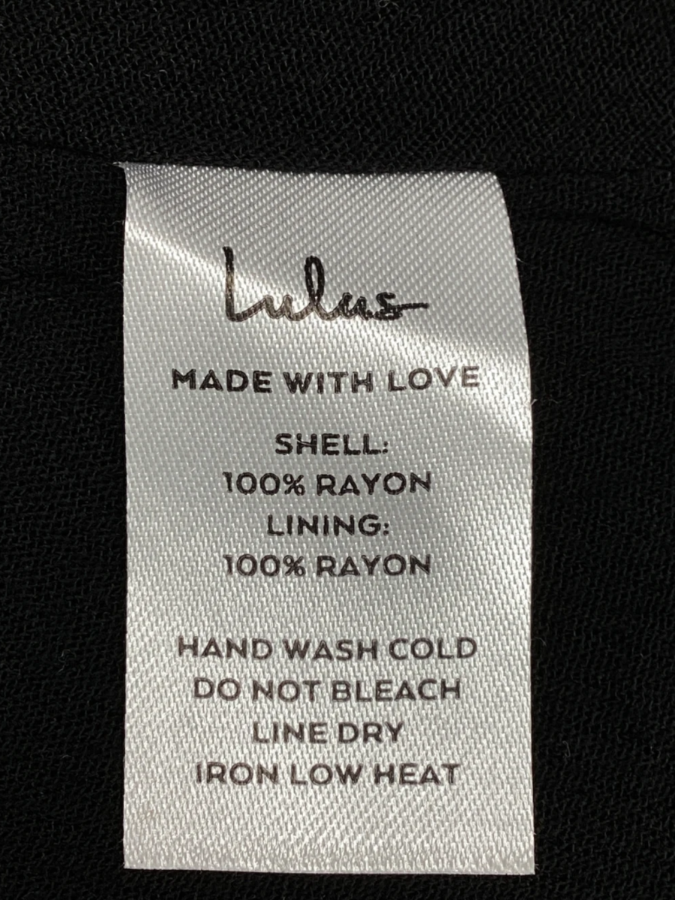 Lulus
MADE WITH LOVE
SHELL:
100% RAYON
LINING:
100% RAYON
HAND WASH COLD
DO NOT BLEACH
LINE DRY
IRON LOW HEAT